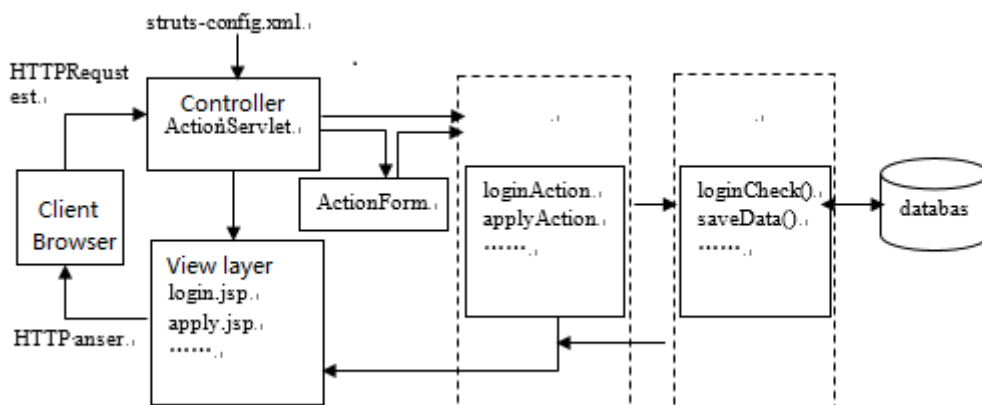 struts-config.xml.
HTTPRequst
est.
Controller
ActionServlet.
ActionForm.
Client
Browser
View layer
login.jsp.
apply.jsp.
…….
HTTPanser.
loginAction.
applyAction.
…….
loginCheck().
saveData().
…….
databas